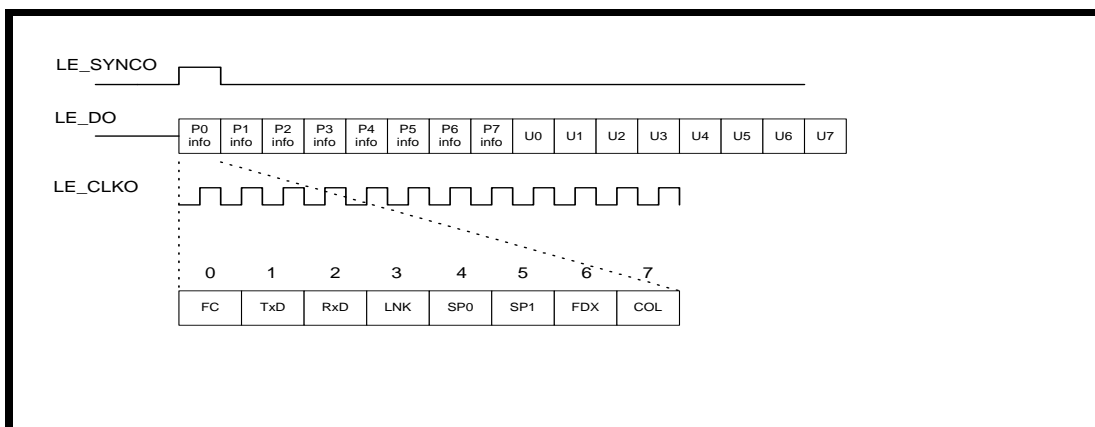 LE_SYNCO
LE_DO
P0 info P1 info P2 info P3 info P4 info P5 info P6 info P7 info U0 U1 U2 U3 U4 U5 U6 U7
LE_CLKO
0 1 2 3 4 5 6 7
FC TxD RxD LNK SP0 SP1 FDX COL